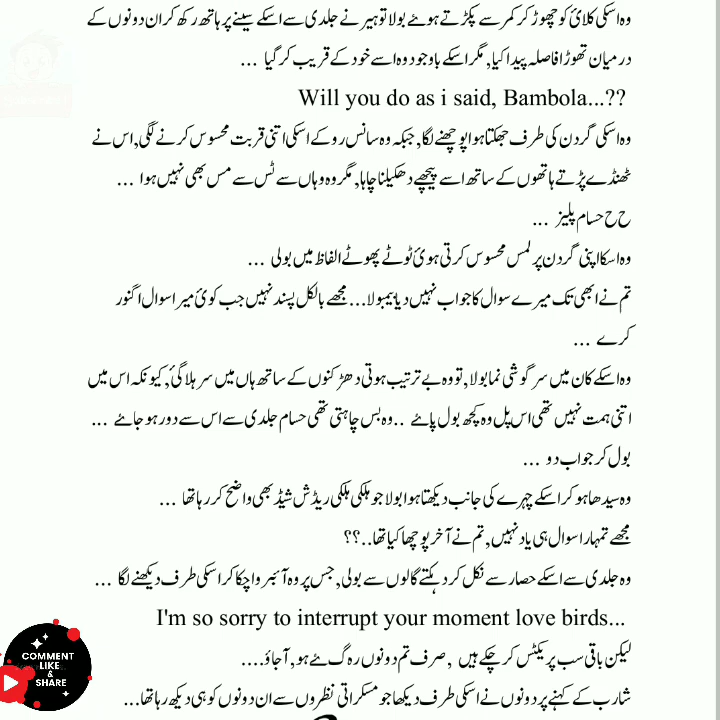 وہ اسکی کلائ کو چھوڑ کر کمر سے پکڑتے ہوئے بولا تو ہیر نے جلدی سے اسکے سینے پر ہاتھ رکھ کر ان دونوں کے
درمیان تھوڑا فاصلہ پیدا کیا, مگر اسکے باوجود وہ اسے خود کے قریب کر گیا ...
Will you do as i said, Bambola...??
وہ اسکی گردن کی طرف جھکتا ہوا پوچھنے لگا, جبکہ وہ سانس روکے اسکی اتنی قربت محسوس کرنے لگی, اس نے
ٹھنڈے پڑتے ہاتھوں کے ساتھ اسے پیچھے دھکیلنا چاہا, مگر وہ وہاں سے ٹس سے مس بھی نہیں ہوا ...
ح ح حسام پلیز ...
وہ اسکا اپنی گردن پر لمس محسوس کرتی ہوئ ٹوٹے پھوٹے الفاظ میں بولی ...
تم نے ابھی تک میرے سوال کا جواب نہیں دیا بیمبولا... مجھے بالکل پسند نہیں جب کوئ میرا سوال اگنور
کرے ...
وہ اسکے کان میں سرگوشی نما بولا, تو وہ بے ترتیب ہوتی دھڑکنوں کے ساتھ ہاں میں سر ہلا گئ, کیونکہ اس میں
اتنی ہمت نہیں تھی اس پل وہ کچھ بول پائے ..وہ بس چاہتی تھی حسام جلدی سے اس سے دور ہو جائے ...
بول کر جواب دو ...
وہ سیدھا ہو کر اسکے چہرے کی جانب دیکھتا ہوا بولا جو ہلکی ہلکی ریڈش شیڈ بھی واضح کر رہا تھا ...
مجھے تمہارا سوال ہی یاد نہیں, تم نے آخر پوچھا کیا تھا..؟؟
وہ جلدی سے اسکے حصار سے نکل کر دہکتے گالوں سے بولی, جس پر وہ آئبرو اچکا کر اسکی طرف دیکھنے لگا ...
I'm so sorry to interrupt your moment love birds...
لیکن باقی سب پریکٹس کر چکے ہیں , صرف تم دونوں رہ گئے ہو, آجاؤ....
شارب کے کہنے پر دونوں نے اسکی طرف دیکھا جو مسکراتی نظروں سے ان دونوں کو ہی دیکھ رہا تھا...
COMMENT
LIKE
&
SHARE